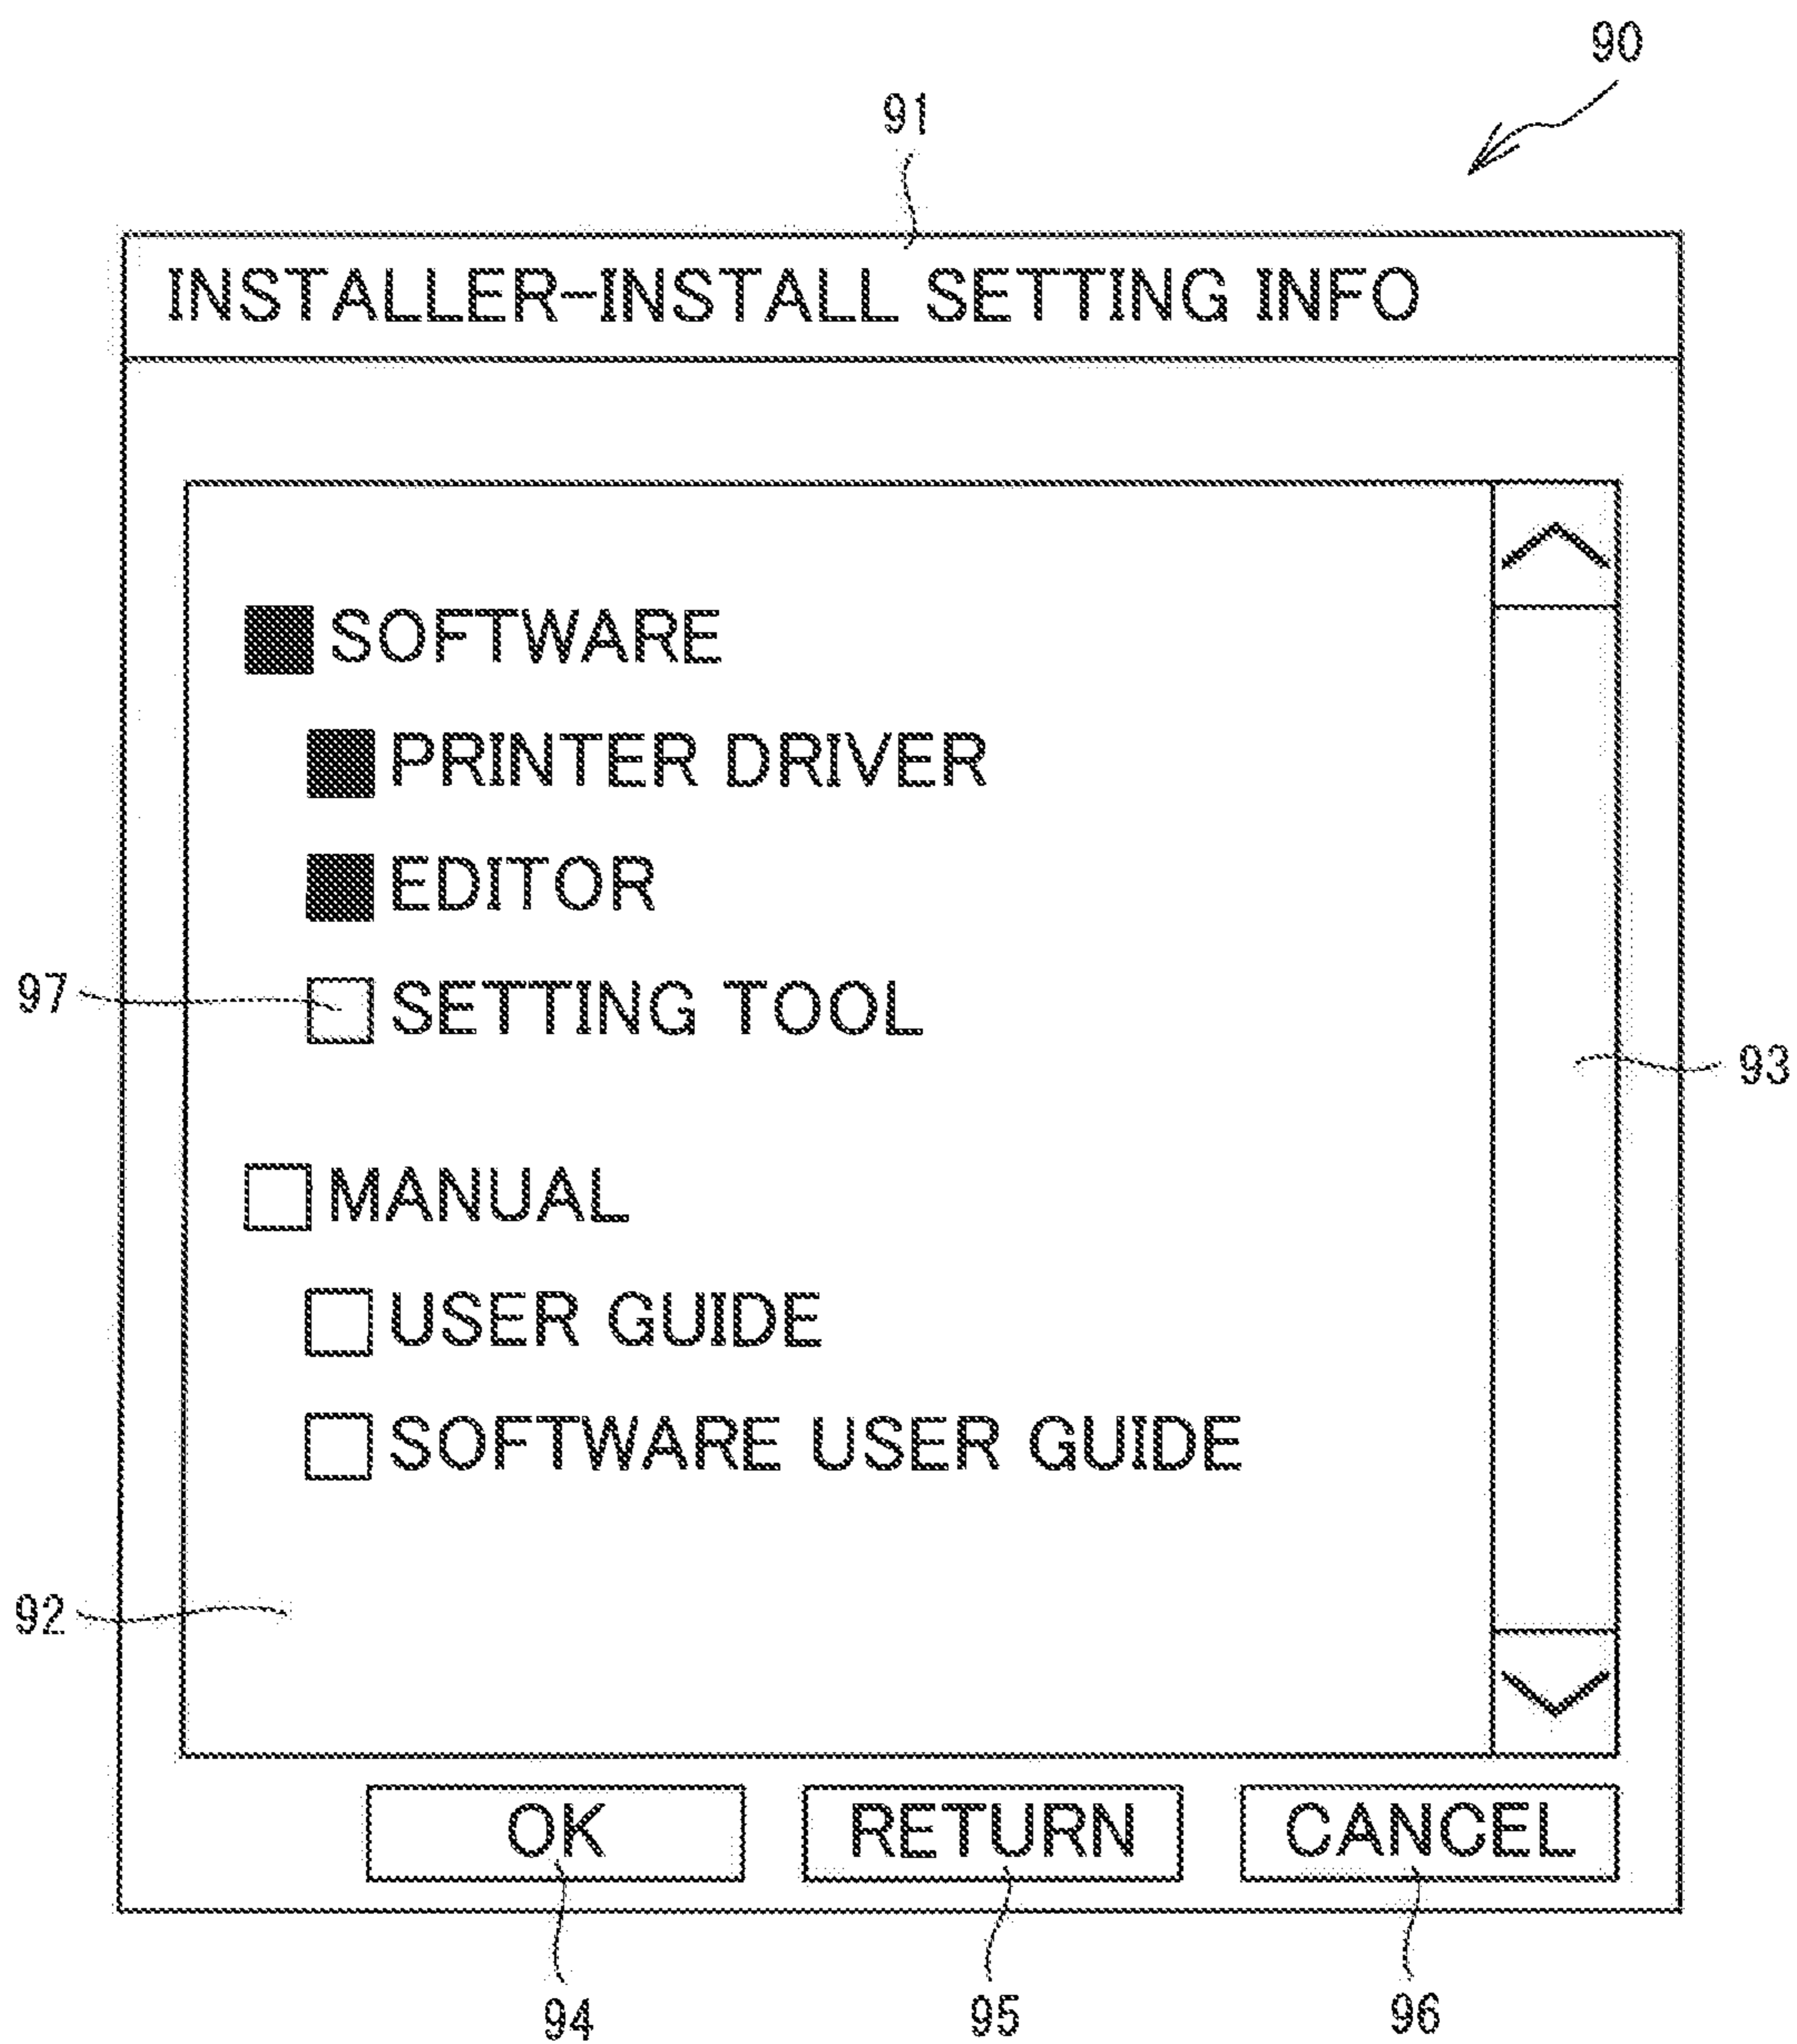 90
91
INSTALLER-INSTALL SETTING INFO
SOFTWARE
PRINTER DRIVER
EDITOR
97
SETTING TOOL
93
MANUAL
USER GUIDE
SOFTWARE USER GUIDE
92
OK
RETURN
CANCEL
94
95
96